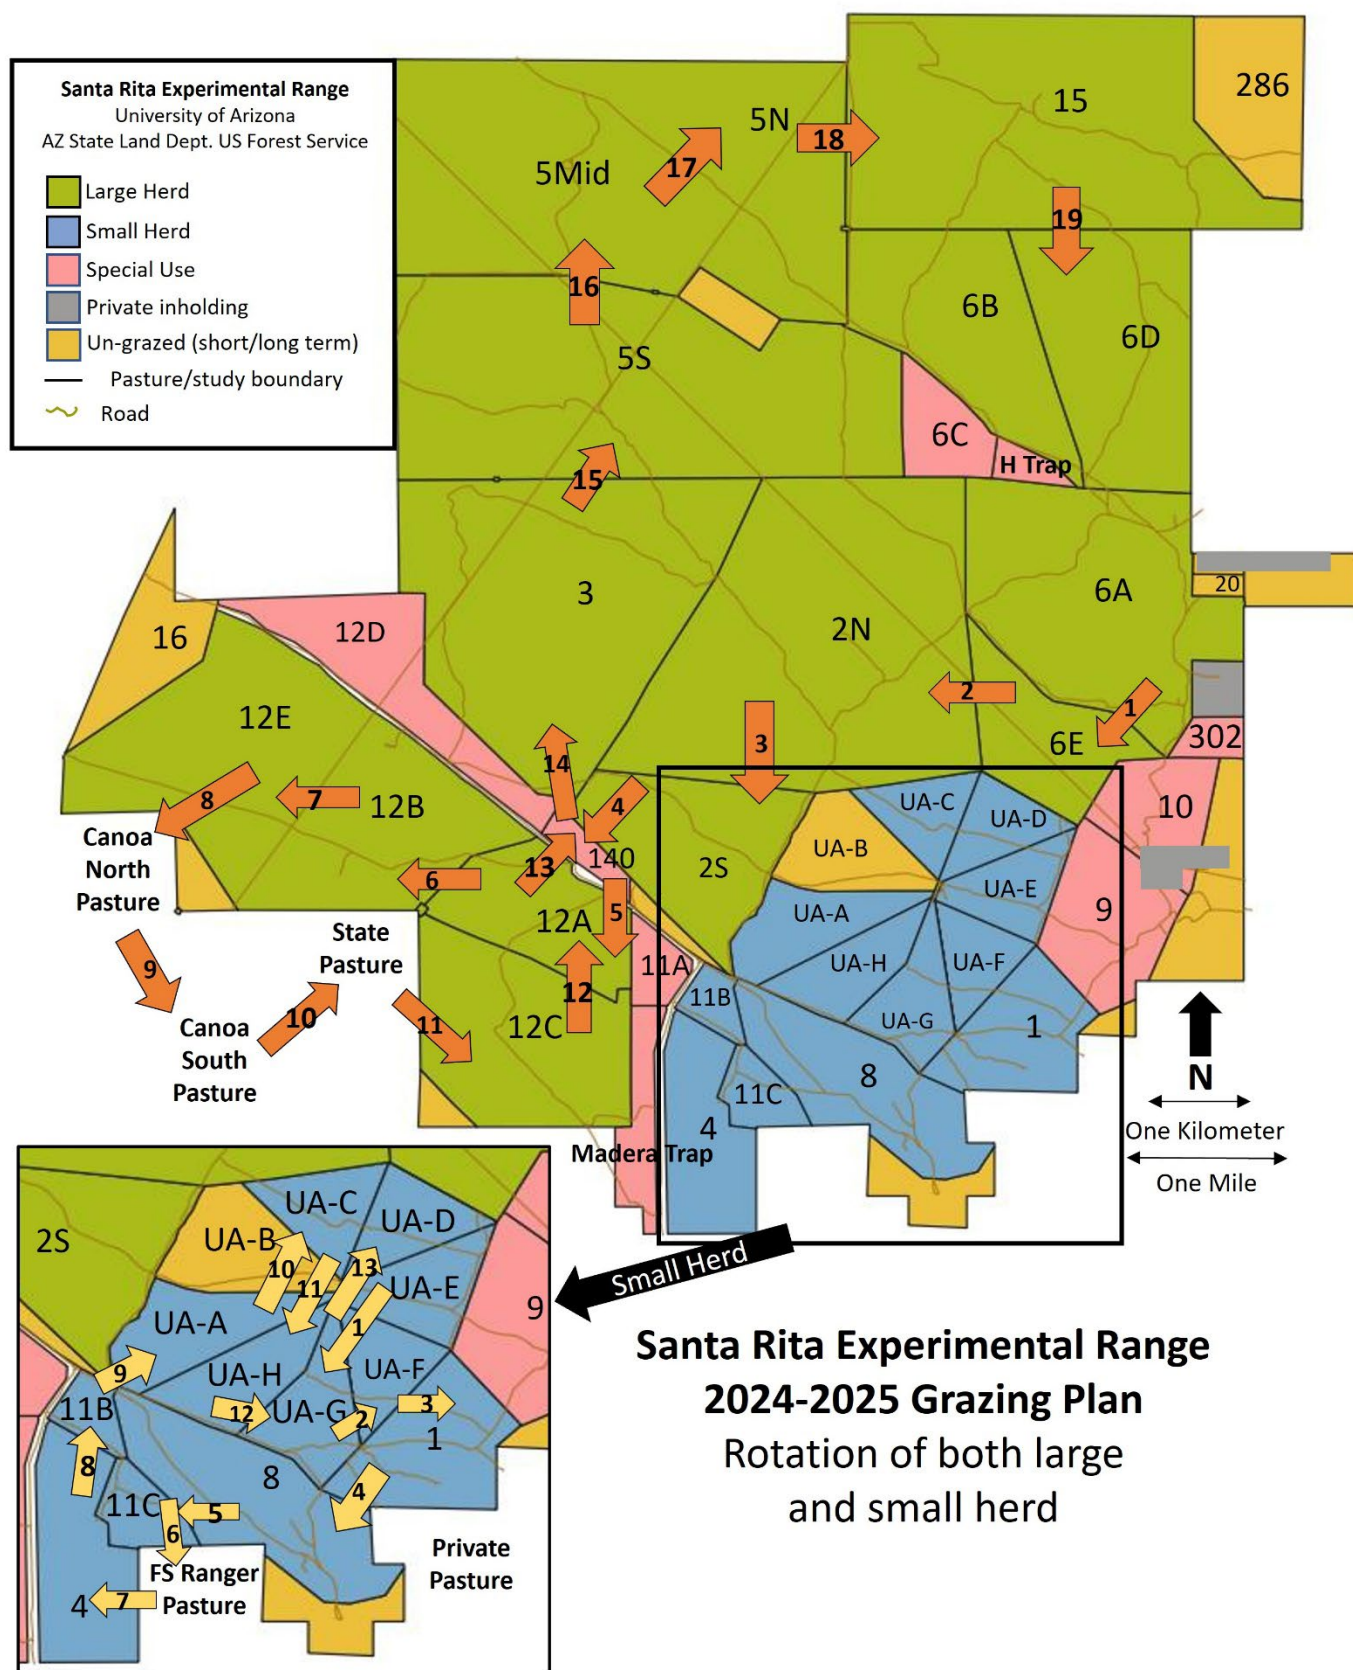 Santa Rita Experimental Range
University of Arizona
AZ State Land Dept. US Forest Service
Large Herd
Small Herd
Special Use
Private inholding
Un-grazed (short/long term)
Pasture/study boundary
Road
286
15
5N
18
17
5Mid
19
16
6B
6D
5S
6C
H Trap
15
20
3
6A
2N
16
12D
2
1
12E
3
6E
302
14
8
7
12B
4
UA-C
UA-D
10
Canoa
North
Pasture
13
140
2S
UA-B
6
UA-E
12A
5
UA-A
9
State
Pasture
9
11A
UA-H
UA-F
11B
12
10
11
12C
UA-G
1
Canoa
South
Pasture
8
N
11C
4
One Kilometer
Madera Trap
One Mile
UA-C
UA-D
2S
UA-B
10
11
13
UA-E
Small Herd
9
UA-A
1
9
UA-H
UA-F
11B
12
UA-G
2
3
1
8
8
4
11C
6
5
Private
Pasture
FS Ranger
Pasture
4
7
Santa Rita Experimental Range
2024-2025 Grazing Plan
Rotation of both large
and small herd